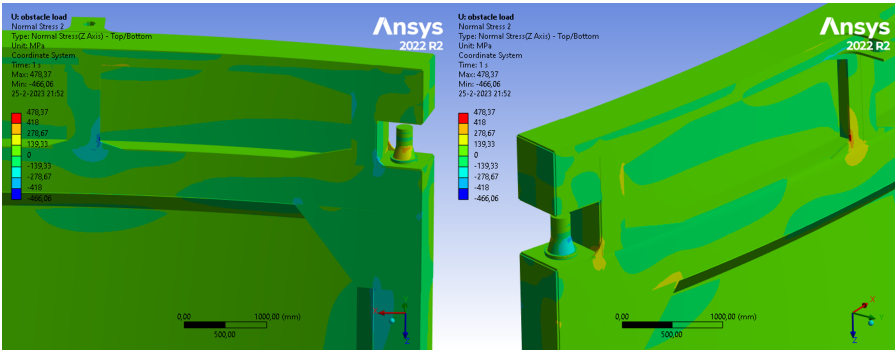 U: obstacle load
Normal Stress 2
Type: Normal Stress(Z Axis) - Top/Bottom
Unit: MPa
Coordinate System
Time: 1 s
Max: 478,37
Min: -466,06
25-2-2023 21:52
478,37
418
278,67
139,33
0
-139,33
-278,67
-418
-466,06
Ansys
2022 R2
0,00
1000,00 (mm)
500,00
Z
U: obstacle load
Normal Stress 2
Type: Normal Stress(Z Axis) - Top/Bottom
Unit: MPa
Coordinate System
Time: 1 s
Max: 478,37
Min: -466,06
25-2-2023 21:52
478,37
418
278,67
139,33
0
-139,33
-278,67
-418
-466,06
Ansys
2022 R2
0,00
1000,00 (mm)
500,00
X
Y
Z